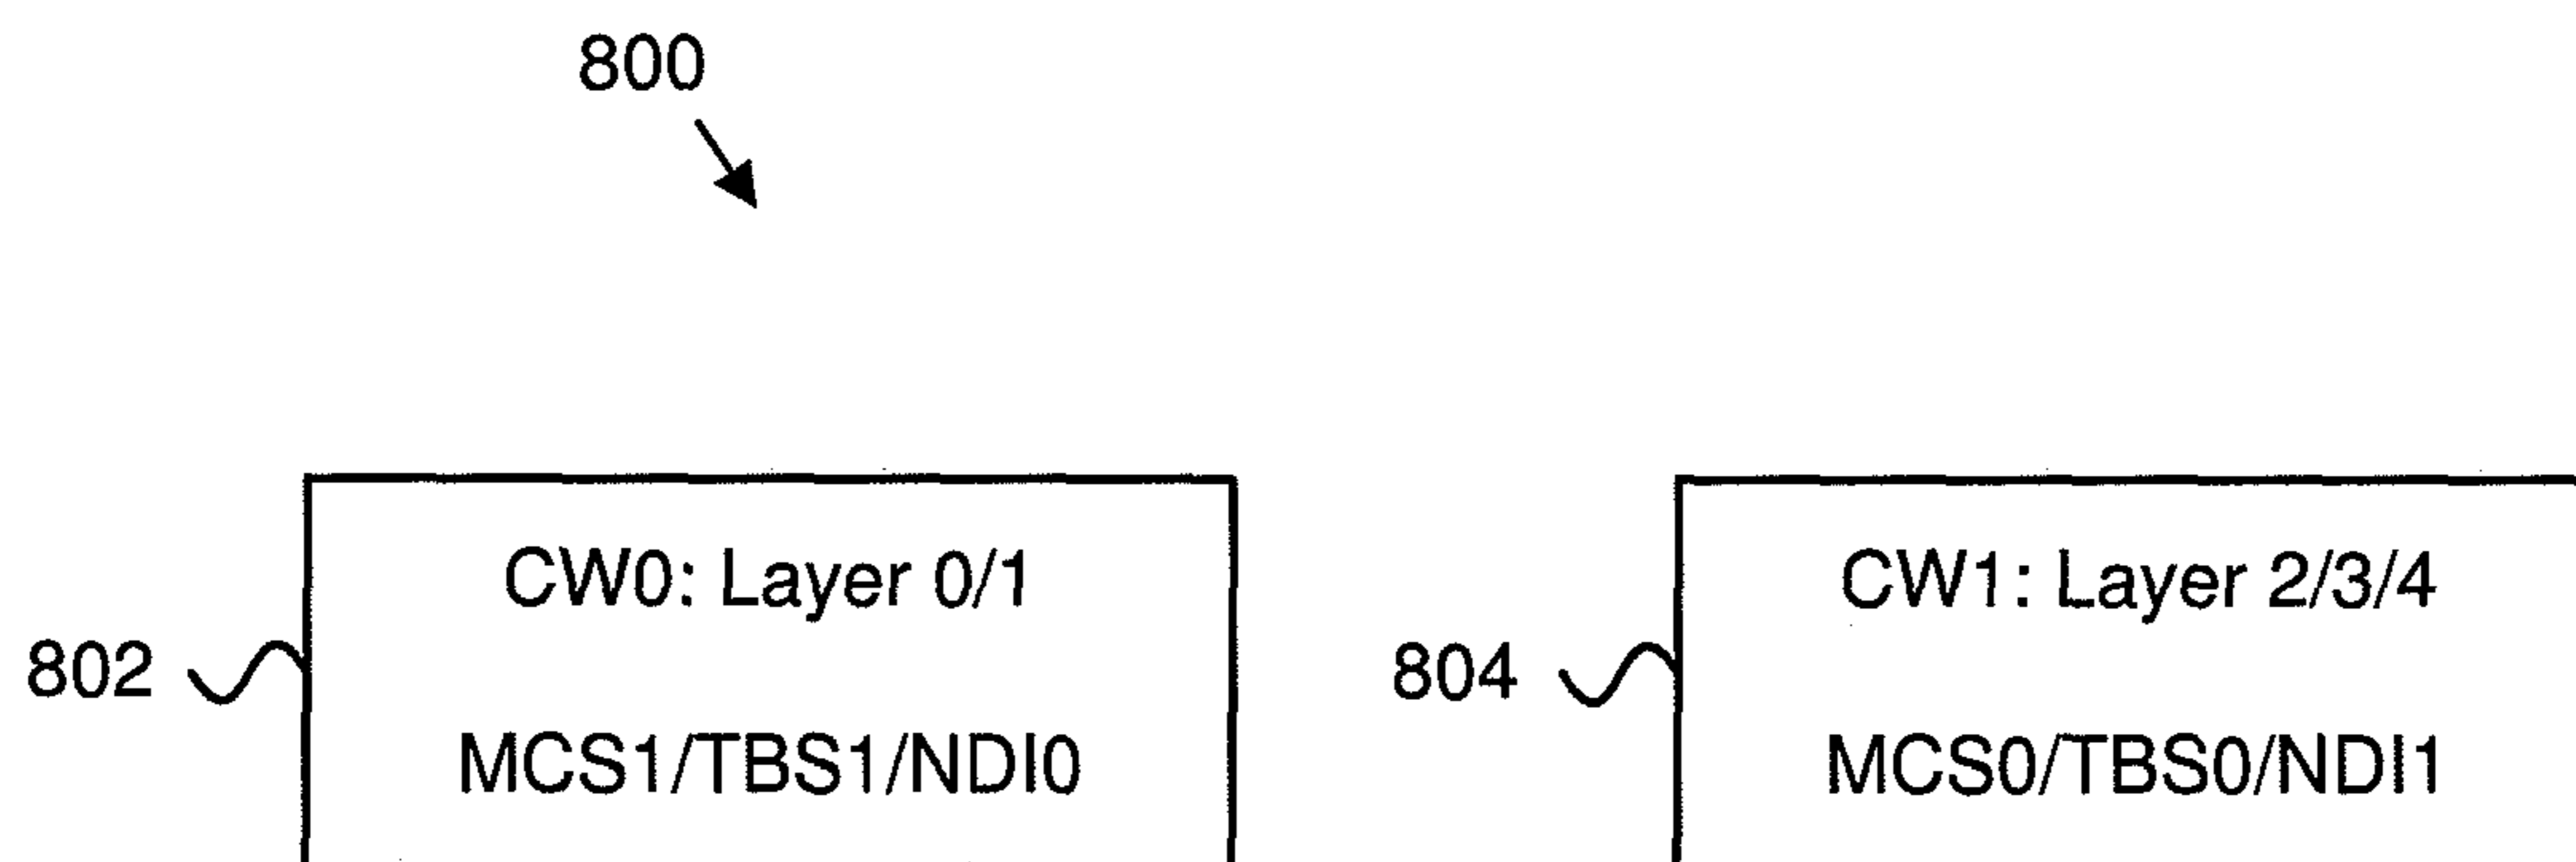 800
CW0: Layer 0/1
802
MCS1/TBS1/NDI0
CW1: Layer 2/3/4
804
MCS0/TBS0/NDI1